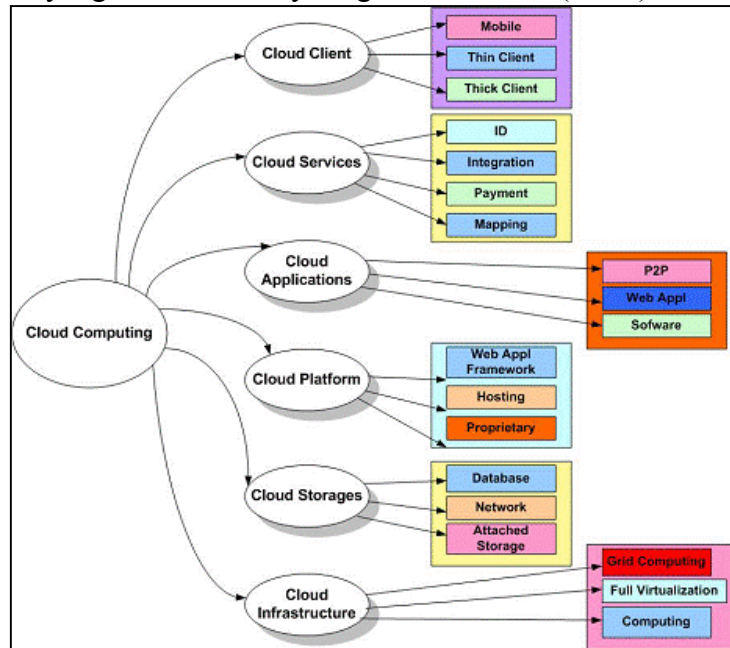 Mobile
Cloud Client
Thin Client
Thick Client
ID
Cloud Services
Integration
Payment
Mapping
Cloud
Applications
P2P
Web Appl
Sofware
Cloud Computing
Web Appl
Framework
Cloud Platform
Hosting
Proprietary
Database
Cloud Storages
Network
Attached
Storage
Grid Computing
Cloud
Infrastructure
Full Virtualization
Computing